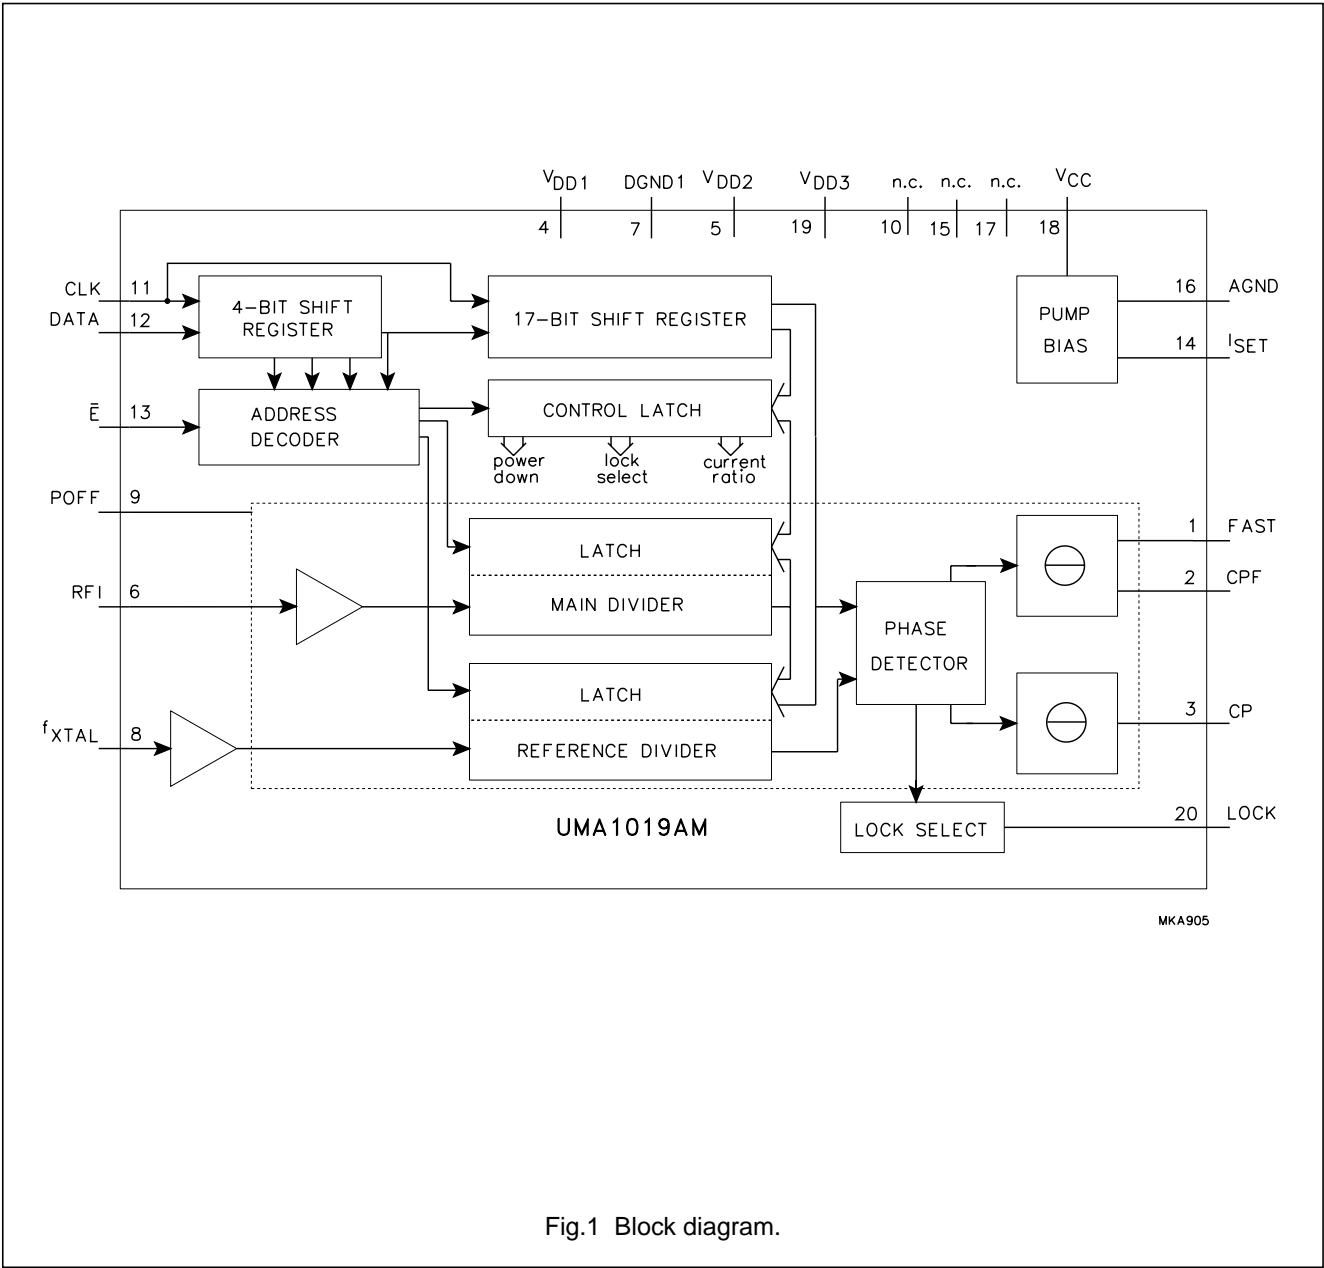 VDD1 DGND1 VDD2 VDD3 n.c. n.c. n.c. VCC
4 7 5 19 10 15 17 18
CLK 11
DATA 12
4-BIT SHIFT
REGISTER
17-BIT SHIFT REGISTER
PUMP
BIAS
16 AGND
14 ISET
Ē 13
ADDRESS
DECODER
CONTROL LATCH
power
down
lock
select
current
ratio
POFF 9
LATCH
MAIN DIVIDER
RFI 6
1 FAST
2 CPF
PHASE
DETECTOR
LATCH
REFERENCE DIVIDER
fXTAL 8
3 CP
UMA1019AM
LOCK SELECT
20 LOCK
MKA905
Fig.1 Block diagram.